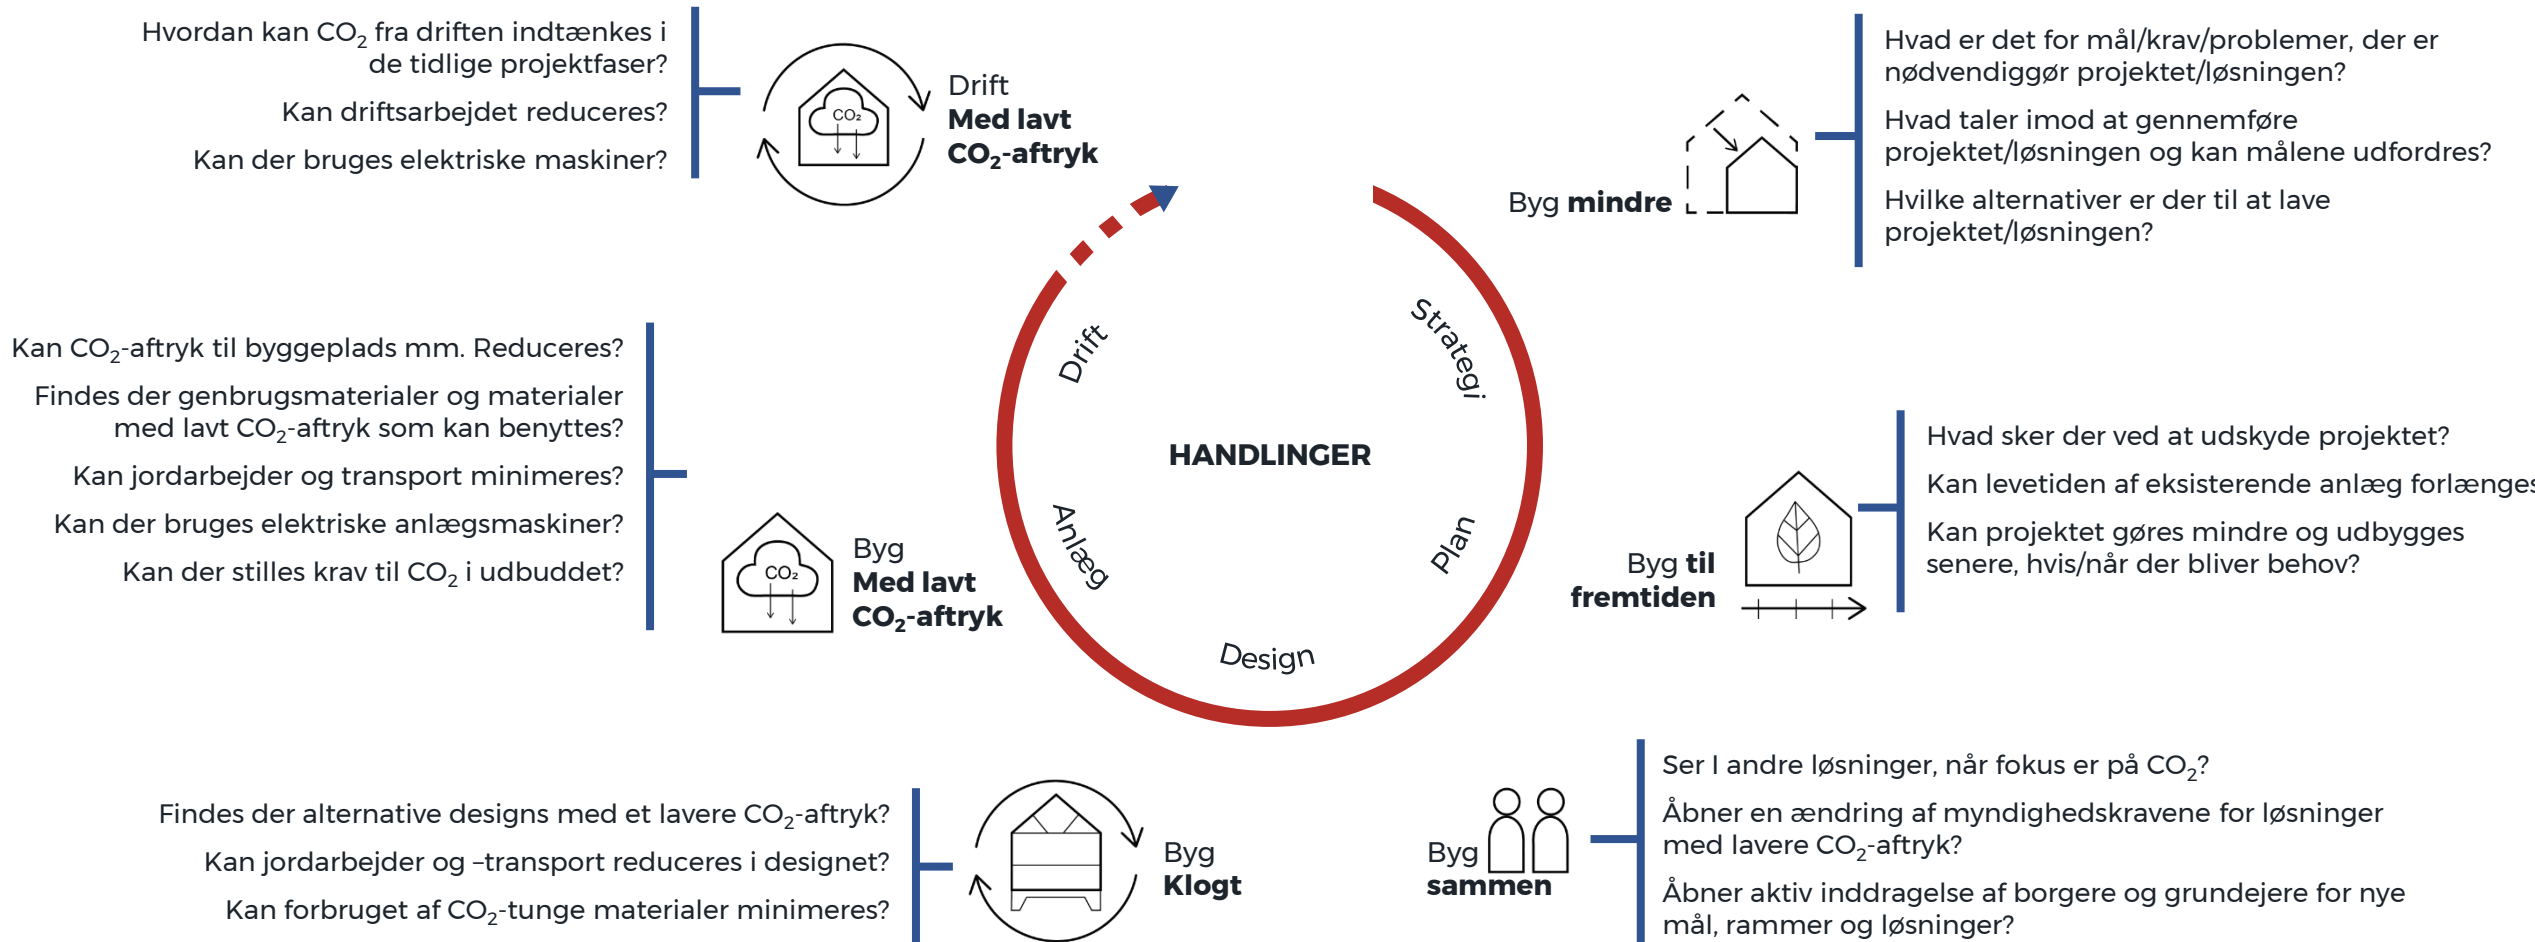 Hvordan kan CO₂ fra driften indtænkes i
de tidlige projektfaser?
Kan driftsarbejdet reduceres?
Kan der bruges elektriske maskiner?
CO₂
Drift
Med lavt
CO₂-aftryk
Byg mindre
Hvad er det for mål/krav/problemer, der er
nødvendiggør projektet/løsningen?
Hvad taler imod at gennemføre
projektet/løsningen og kan målene udfordres?
Hvilke alternativer er der til at lave
projektet/løsningen?
Kan CO₂-aftryk til byggeplads mm. Reduceres?
Findes der genbrugsmaterialer og materialer
med lavt CO₂-aftryk som kan benyttes?
Kan jordarbejder og transport minimeres?
Kan der bruges elektriske anlægsmaskiner?
Kan der stilles krav til CO₂ i udbuddet?
CO₂
Byg
Med lavt
CO₂-aftryk
HANDLINGER
Strategi
Plan
Design
Anlæg
Drift
Byg til
fremtiden
Hvad sker der ved at udskyde projektet?
Kan levetiden af eksisterende anlæg forlænges
Kan projektet gøres mindre og udbygges
senere, hvis/når der bliver behov?
Findes der alternative designs med et lavere CO₂-aftryk?
Kan jordarbejder og –transport reduceres i designet?
Kan forbruget af CO₂-tunge materialer minimeres?
Byg
Klogt
Byg
sammen
Ser I andre løsninger, når fokus er på CO₂?
Åbner en ændring af myndighedskravene for løsninger
med lavere CO₂-aftryk?
Åbner aktiv inddragelse af borgere og grundejere for nye
mål, rammer og løsninger?